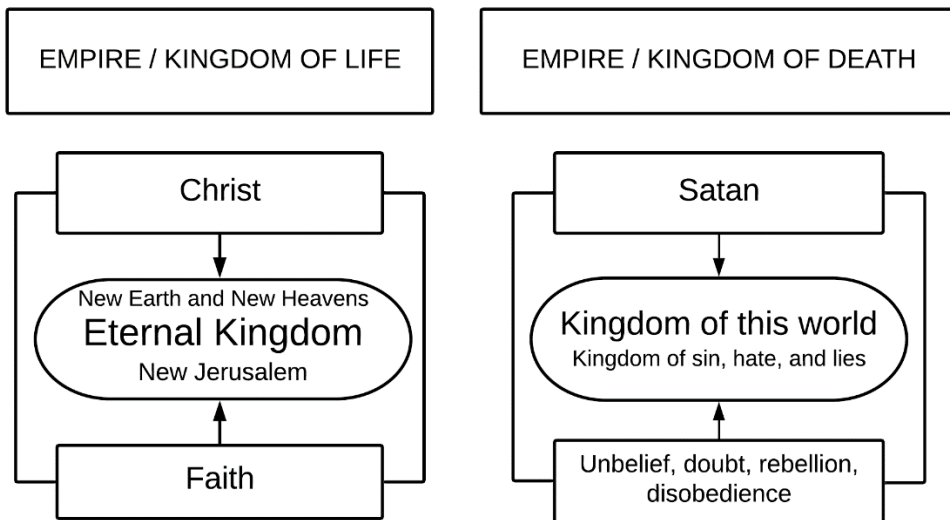 EMPIRE / KINGDOM OF LIFE
Christ
New Earth and New Heavens
Eternal Kingdom
New Jerusalem
Faith
EMPIRE / KINGDOM OF DEATH
Satan
Kingdom of this world
Kingdom of sin, hate, and lies
Unbelief, doubt, rebellion,
disobedience